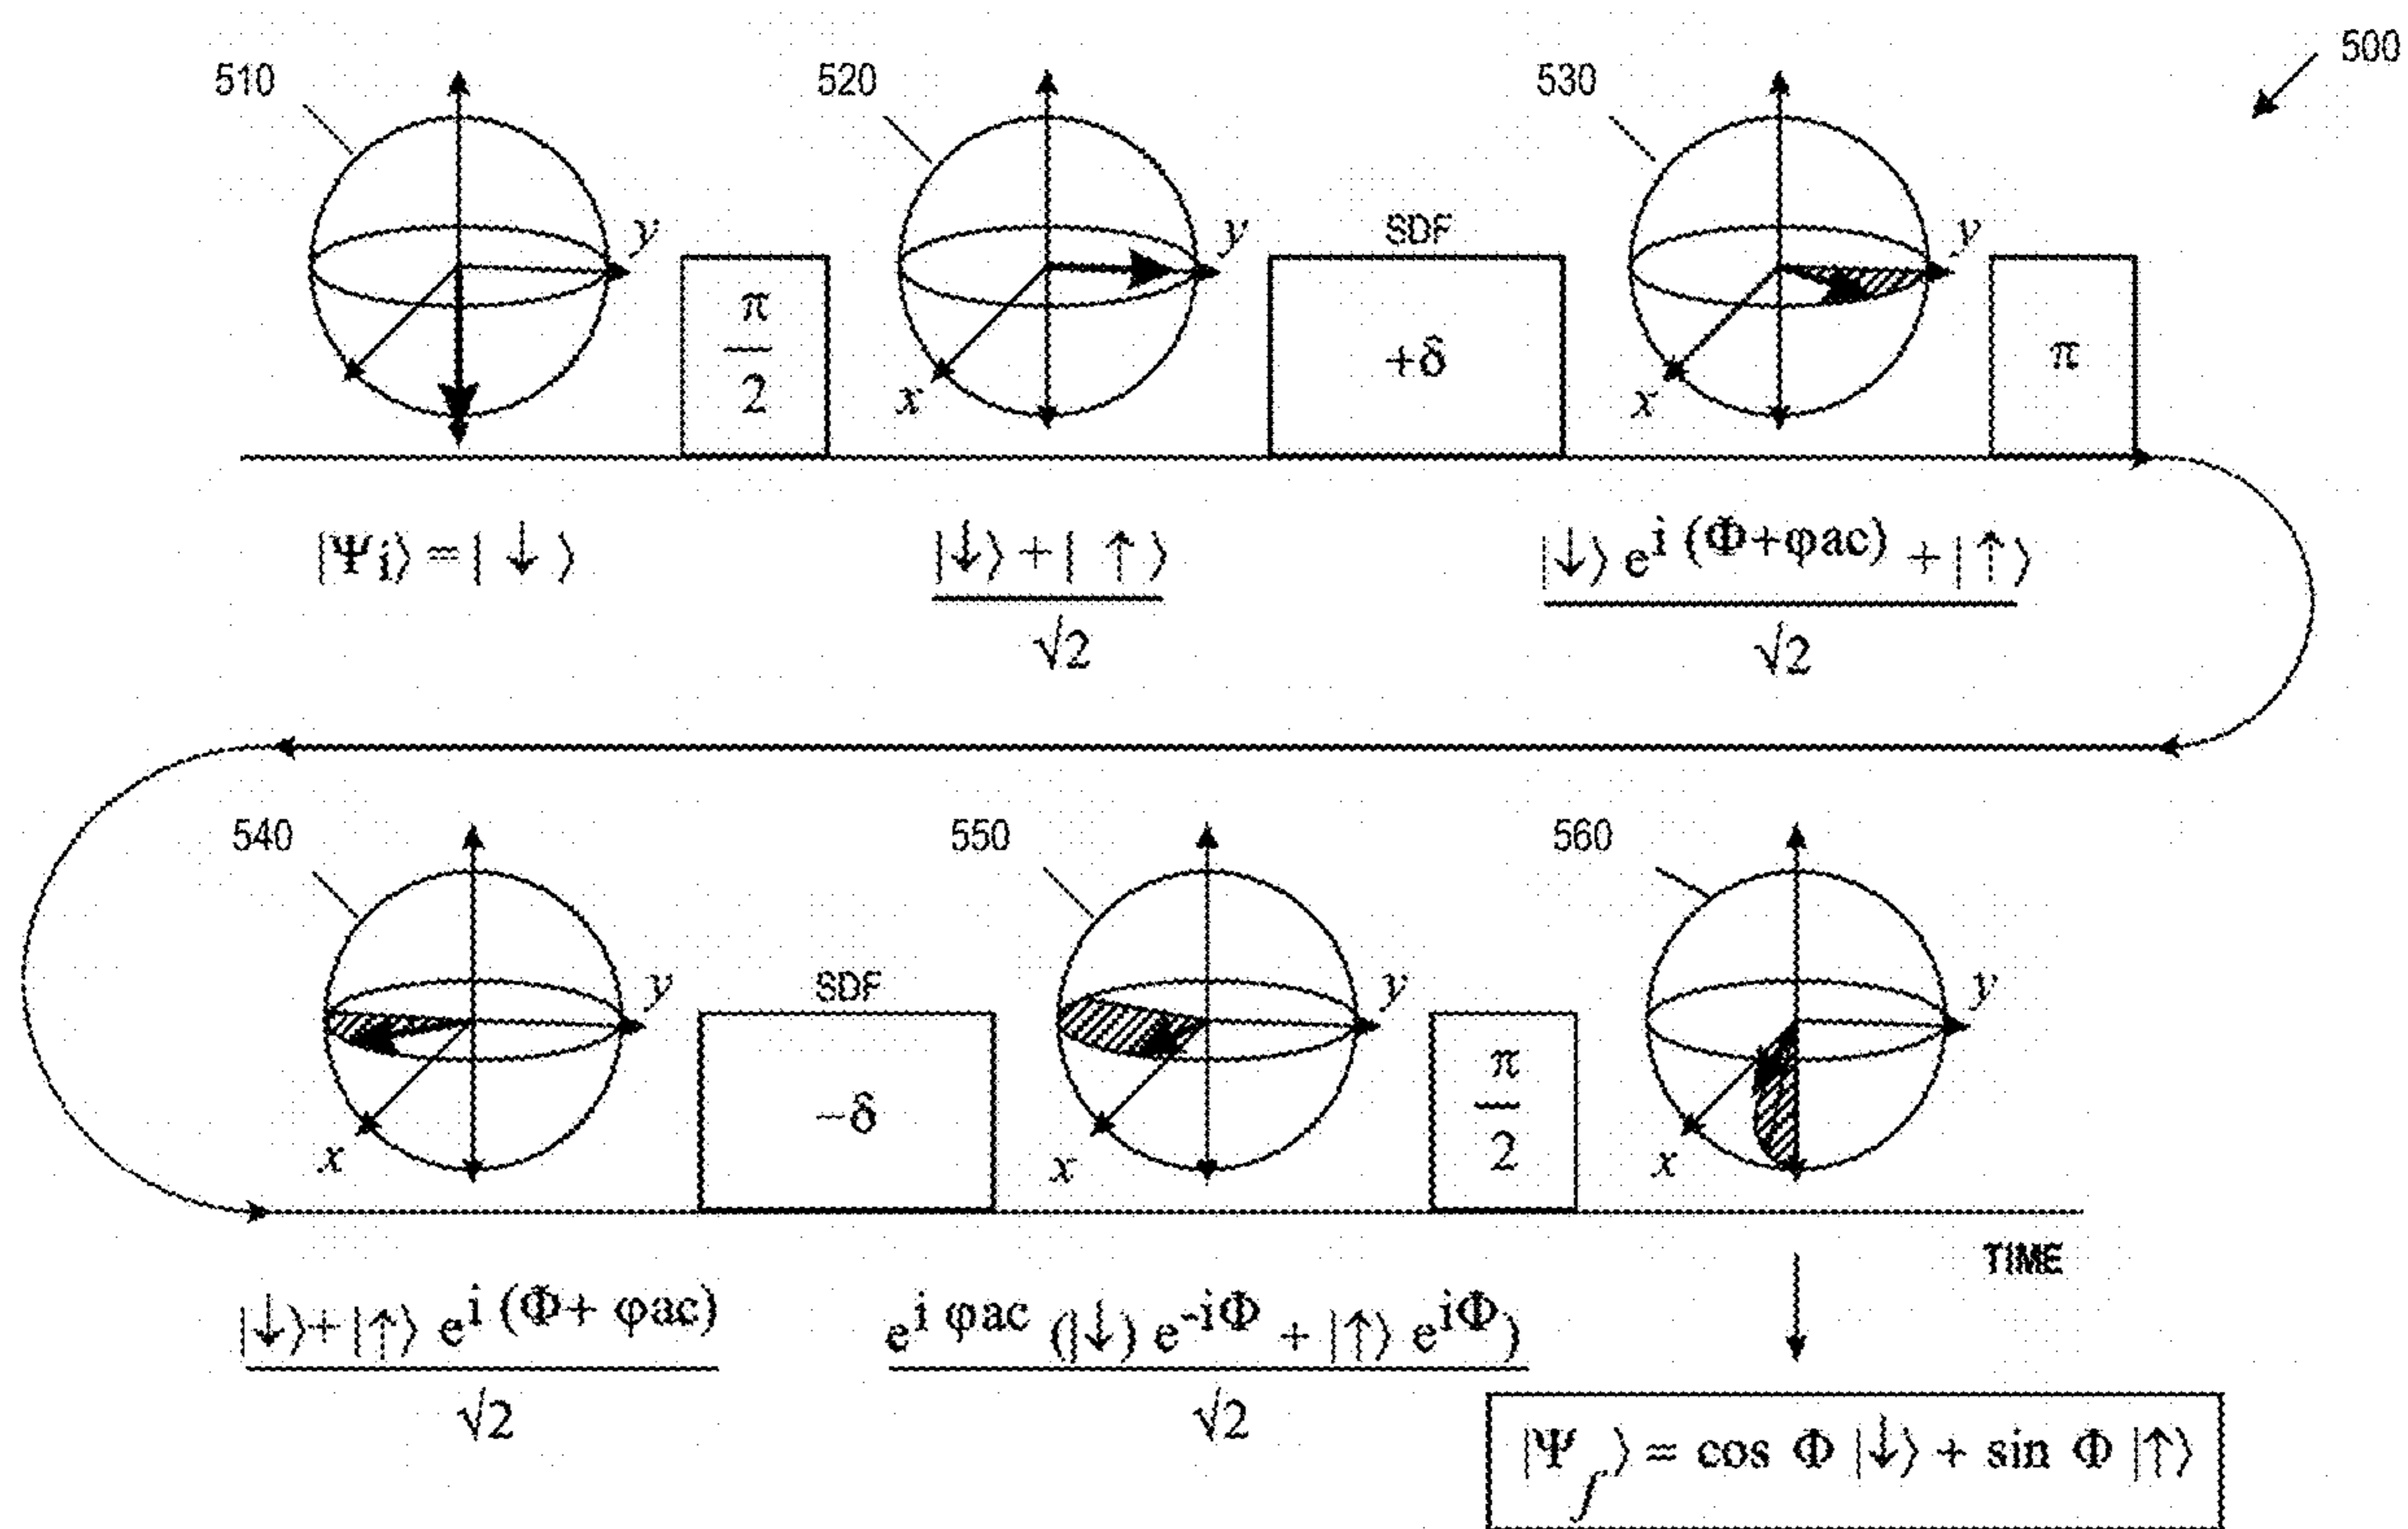 500
510 520 530
y y SDF y
π/2 +δ π
x x
|Ψi⟩ = | ↓ ⟩ (|↓⟩ + | ↑⟩)/√2 (|↓⟩ e^{i (Φ+φac)} + |↑⟩)/√2
540 550 560
y SDF y y
−δ π/2
x x x
TIME
(|↓⟩+|↑⟩ e^{i (Φ+ φac)})/√2 e^{i φac} (|↓) e^{-iΦ} + |↑⟩ e^{iΦ})/√2
|Ψf⟩ = cos Φ |↓⟩ + sin Φ |↑⟩